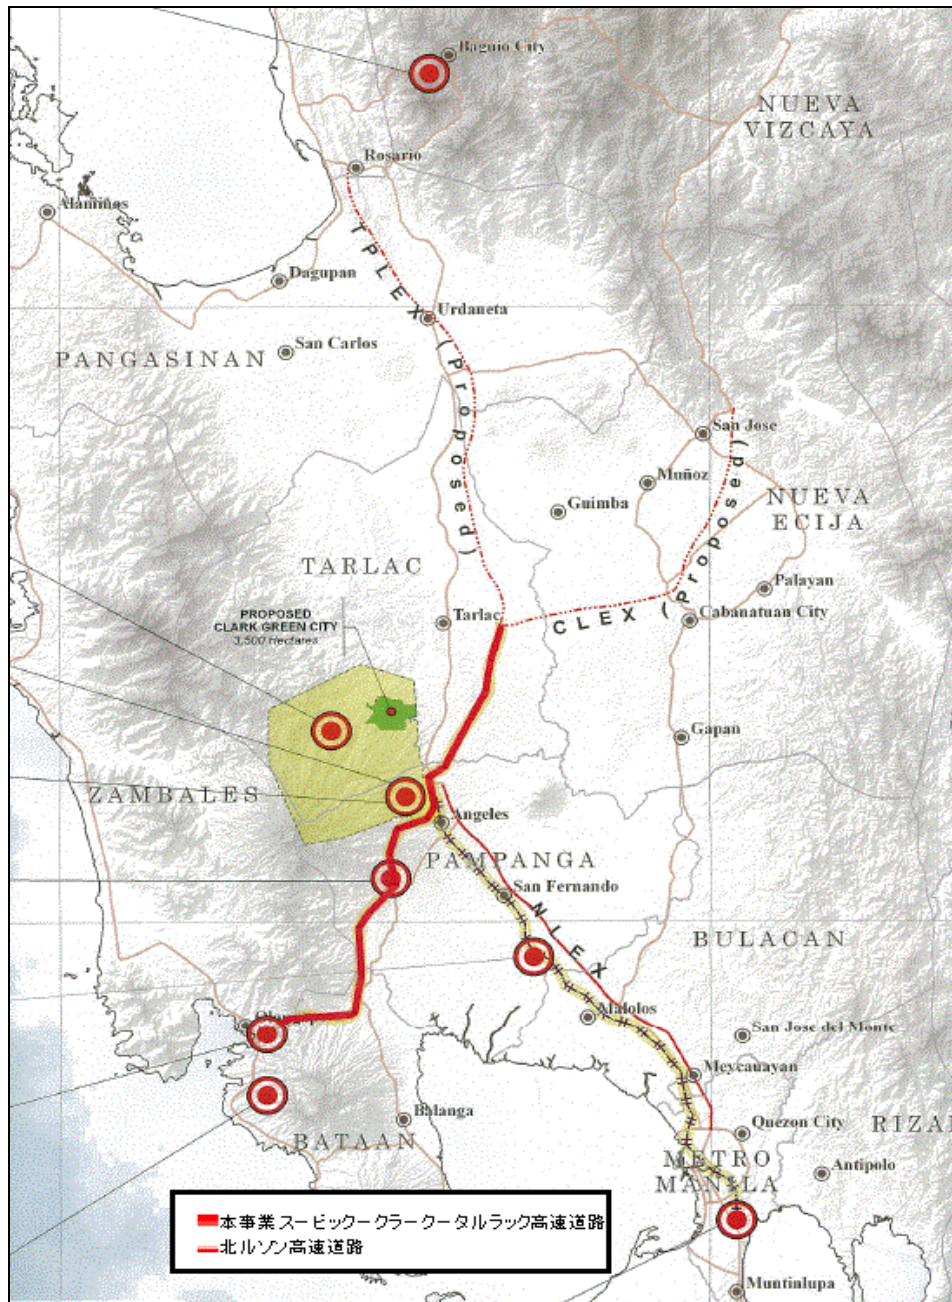 Baguio City
NUEVA
VIZCAYA
Rosario
Alaminos
TPLEX (Proposed)
Dagupan
Urdaneta
San Carlos
PANGASINAN
San Jose
Muñoz
Guimba
NUEVA
ECIJA
TARLAC
Palayan
PROPOSED
CLARK GREEN CITY
3,500 Hectares
Tarlac
CLEX (Proposed)
Cabanatuan City
Gapan
ZAMBALES
Angeles
PAMPANGA
San Fernando
NLEX
BULACAN
Malolos
San Jose del Monte
Meycauayan
Balanga
Quezon City
RIZA
BATAAN
METRO
MANILA
Antipolo
本事業スービック－クラーク－タルラック高速道路
北ルソン高速道路
Muntinlupa